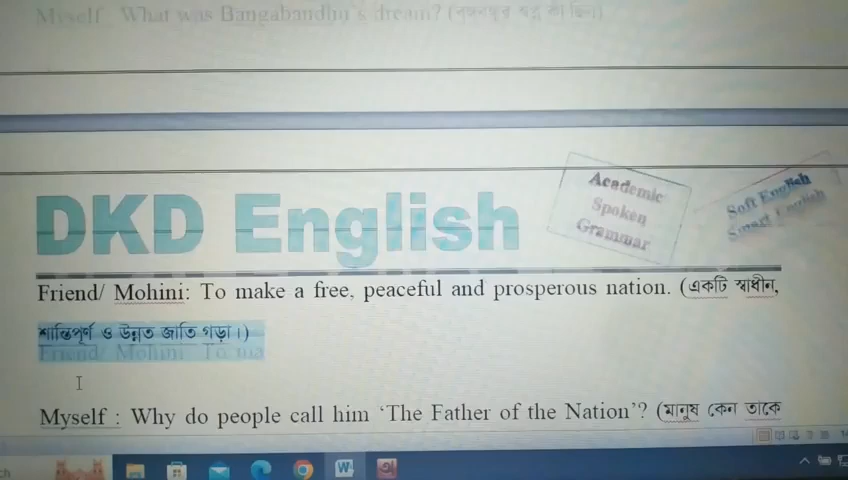 Myself : What was Bangabandhu's dream? (বঙ্গবন্ধুর স্বপ্ন কী ছিল)
DKD English
Academic
Spoken
Grammar
Soft English
Smart English
Friend/ Mohini: To make a free, peaceful and prosperous nation. (একটি স্বাধীন,
শান্তিপূর্ণ ও উন্নত জাতি গড়া।)
Friend/ Mohini To ma
Myself : Why do people call him ‘The Father of the Nation’? (মানুষ কেন তাকে